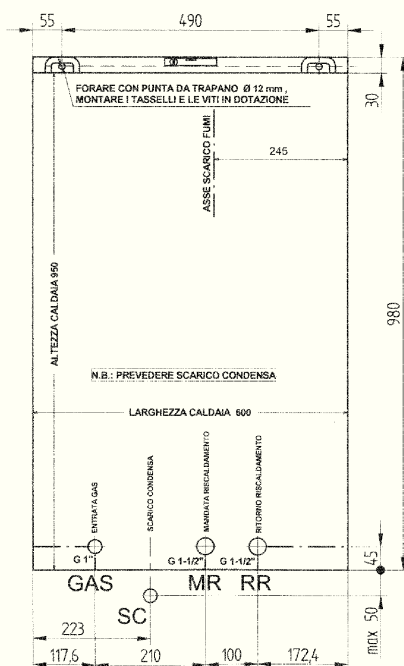 55 490 55
FORARE CON PUNTA DA TRAPANO Ø 12 mm ,
MONTARE I TASSELLI E LE VITI IN DOTAZIONE
30
ASSE SCARICO FUMI
245
ALTEZZA CALDAIA 950
980
N.B.: PREVEDERE SCARICO CONDENSA
LARGHEZZA CALDAIA 600
ENTRATA GAS
SCARICO CONDENSA
MANDATA RISCALDAMENTO
RITORNO RISCALDAMENTO
G 1" G 1-1/2" G 1-1/2"
45
GAS MR RR
SC
max 50
223
117,6 210 100 172,4